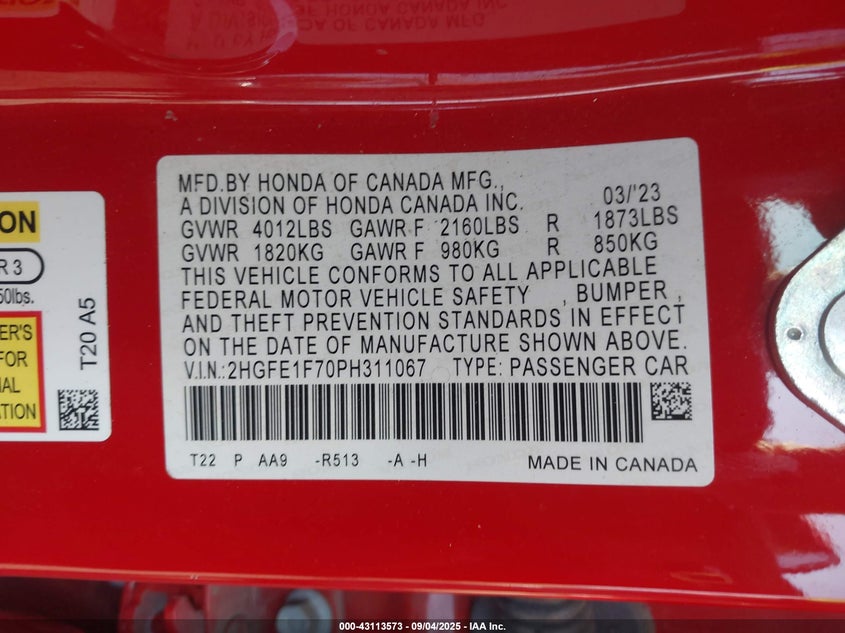 MFD.BY HONDA OF CANADA MFG.,
A DIVISION OF HONDA CANADA INC. 03/'23
GVWR 4012LBS GAWR F 2160LBS R 1873LBS
GVWR 1820KG GAWR F 980KG R 850KG
THIS VEHICLE CONFORMS TO ALL APPLICABLE
FEDERAL MOTOR VEHICLE SAFETY , BUMPER ,
AND THEFT PREVENTION STANDARDS IN EFFECT
ON THE DATE OF MANUFACTURE SHOWN ABOVE.
V.I.N.:2HGFE1F70PH311067 TYPE: PASSENGER CAR
T22 P AA9 -R513 -A -H MADE IN CANADA
ON
R 3
50lbs.
ER'S
FOR
AL
ATION
T20 A5
000-43113573 - 09/04/2025 - IAA Inc.